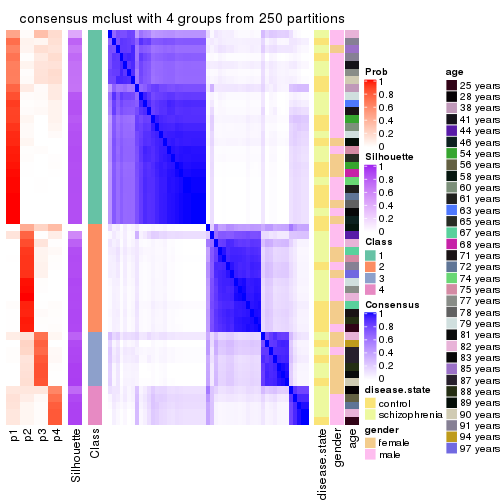 consensus mclust with 4 groups from 250 partitions
p1
p2
p3
p4
Silhouette
Class
disease.state
gender
age
Prob
1
0.8
0.6
0.4
0.2
0
Silhouette
1
0.8
0.6
0.4
0.2
0
Class
1
2
3
4
Consensus
1
0.8
0.6
0.4
0.2
0
disease.state
control
schizophrenia
gender
female
male
age
25 years
28 years
38 years
41 years
44 years
46 years
54 years
56 years
58 years
60 years
61 years
63 years
65 years
67 years
68 years
71 years
72 years
74 years
75 years
77 years
78 years
79 years
81 years
82 years
83 years
85 years
87 years
88 years
89 years
90 years
91 years
94 years
97 years